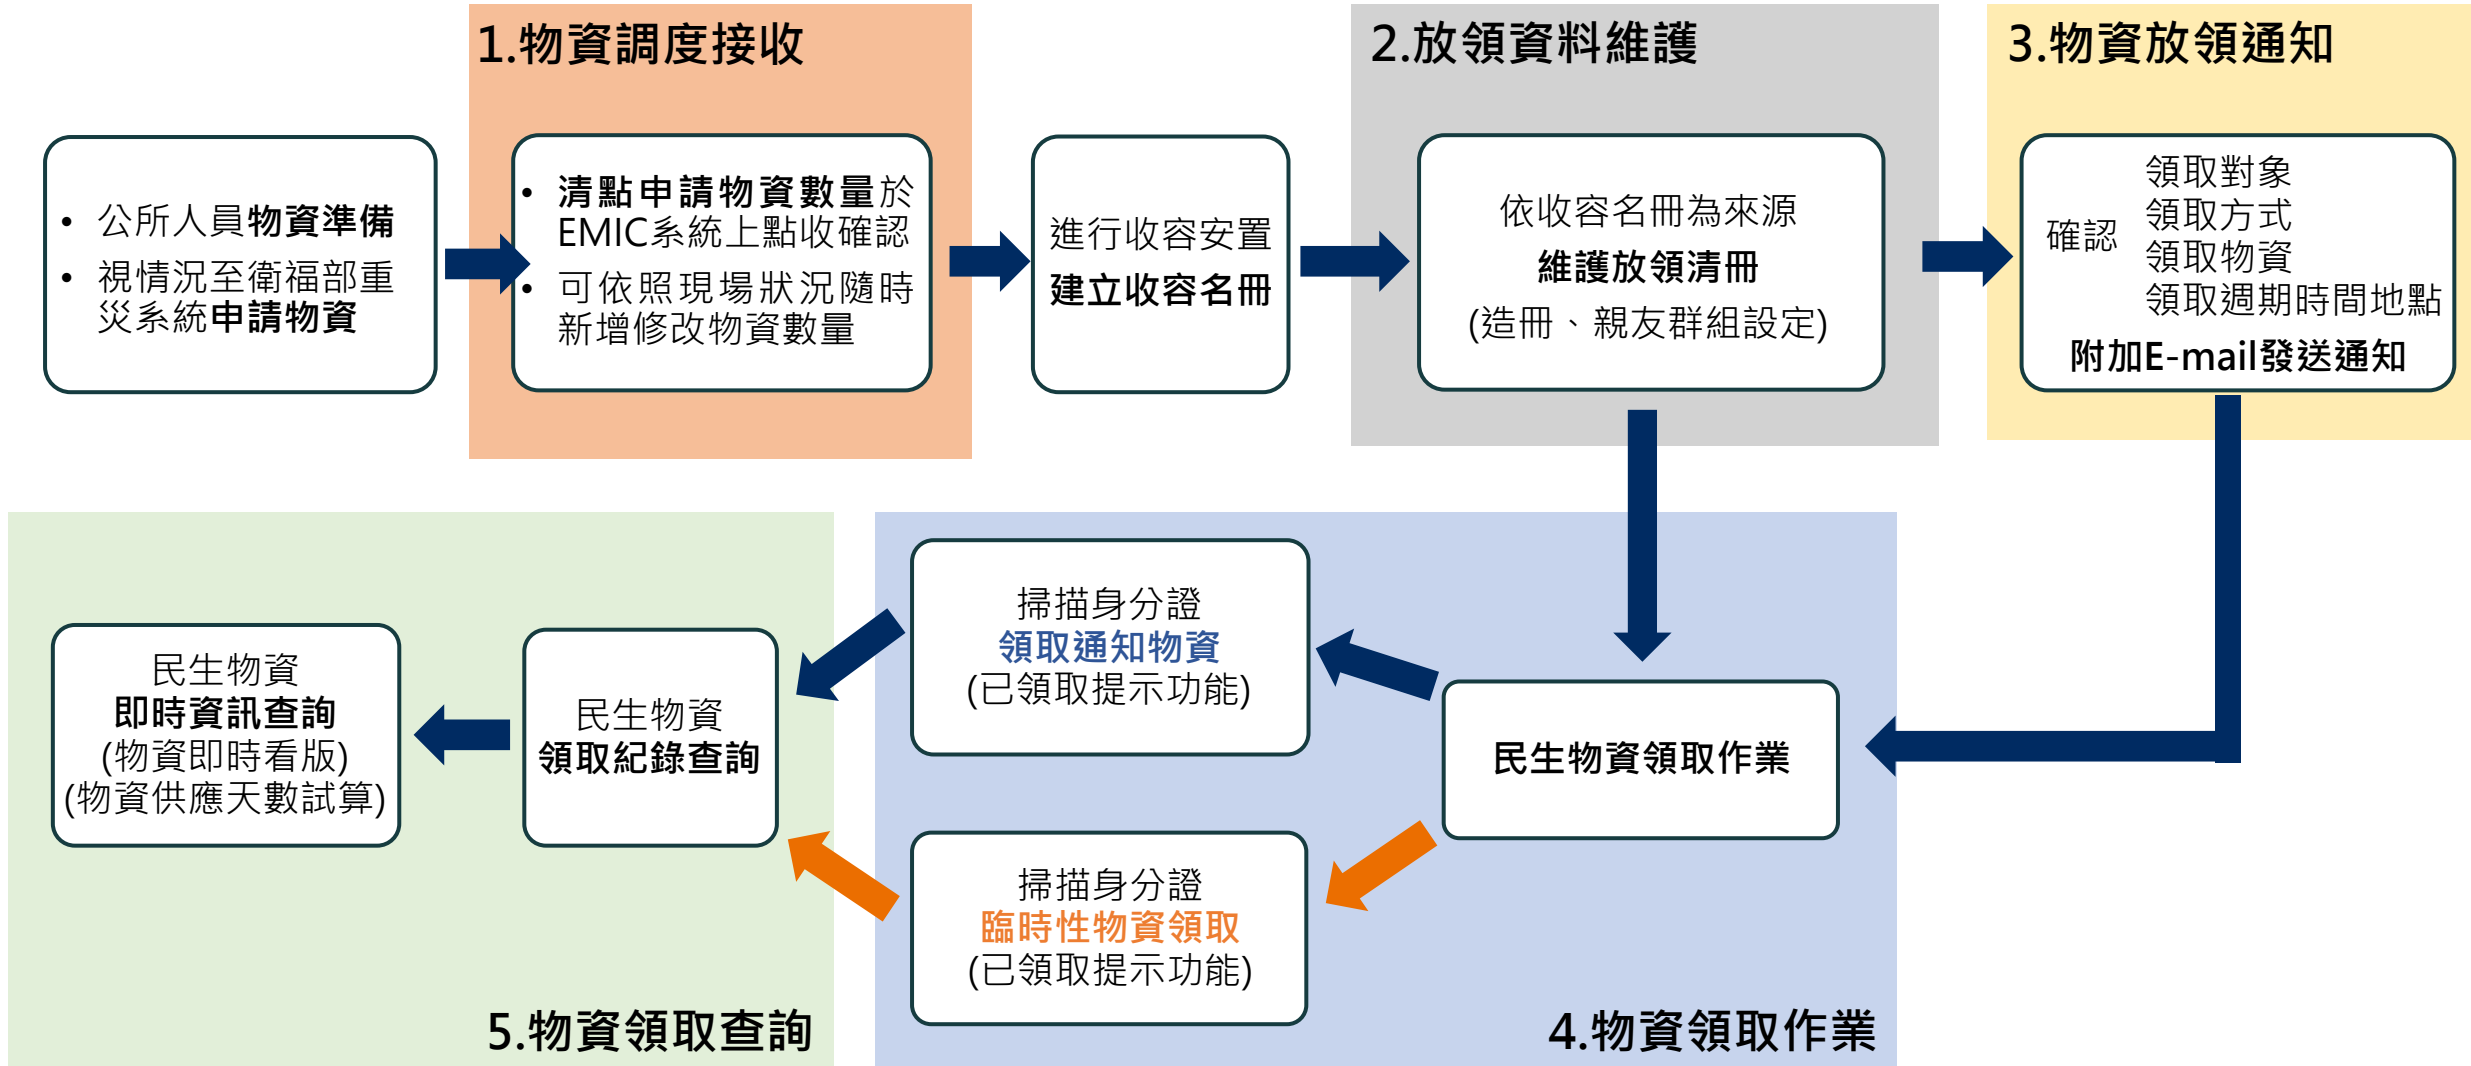 1.物資調度接收
2.放領資料維護
3.物資放領通知
• 公所人員物資準備
• 視情況至衛福部重
災系統申請物資
• 清點申請物資數量於
EMIC系統上點收確認
• 可依照現場狀況隨時
新增修改物資數量
進行收容安置
建立收容名冊
依收容名冊為來源
維護放領清冊
(造冊、親友群組設定)
確認
領取對象
領取方式
領取物資
領取週期時間地點
附加E-mail發送通知
民生物資領取作業
掃描身分證
領取通知物資
(已領取提示功能)
掃描身分證
臨時性物資領取
(已領取提示功能)
4.物資領取作業
民生物資
領取紀錄查詢
民生物資
即時資訊查詢
(物資即時看版)
(物資供應天數試算)
5.物資領取查詢